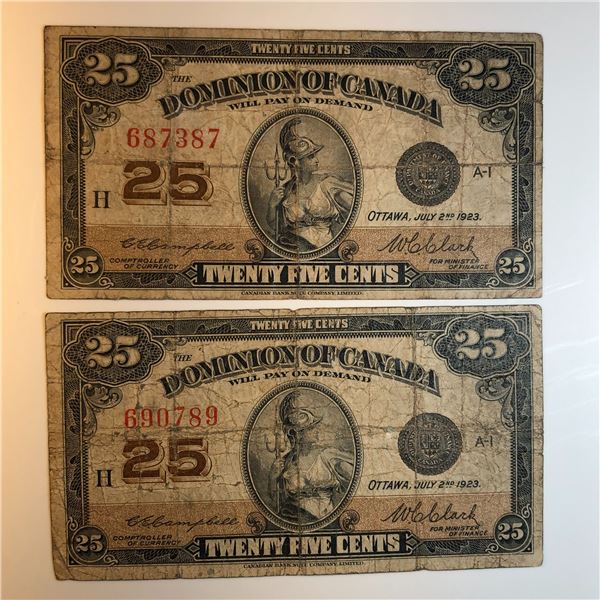 TWENTY FIVE CENTS
25 25
THE DOMINION OF CANADA
WILL PAY ON DEMAND
687387
A-1
H 25
OTTAWA, JULY 2ND 1923.
C.E. Campbell W.C. Clark
COMPTROLLER OF CURRENCY
FOR MINISTER OF FINANCE
25 TWENTY FIVE CENTS 25
CANADIAN BANK NOTE COMPANY, LIMITED.
TWENTY FIVE CENTS
25 25
THE DOMINION OF CANADA
WILL PAY ON DEMAND
690789
A-1
H 25
OTTAWA, JULY 2ND 1923.
C.E. Campbell W.C. Clark
COMPTROLLER OF CURRENCY
FOR MINISTER OF FINANCE
25 TWENTY FIVE CENTS 25
CANADIAN BANK NOTE COMPANY, LIMITED.